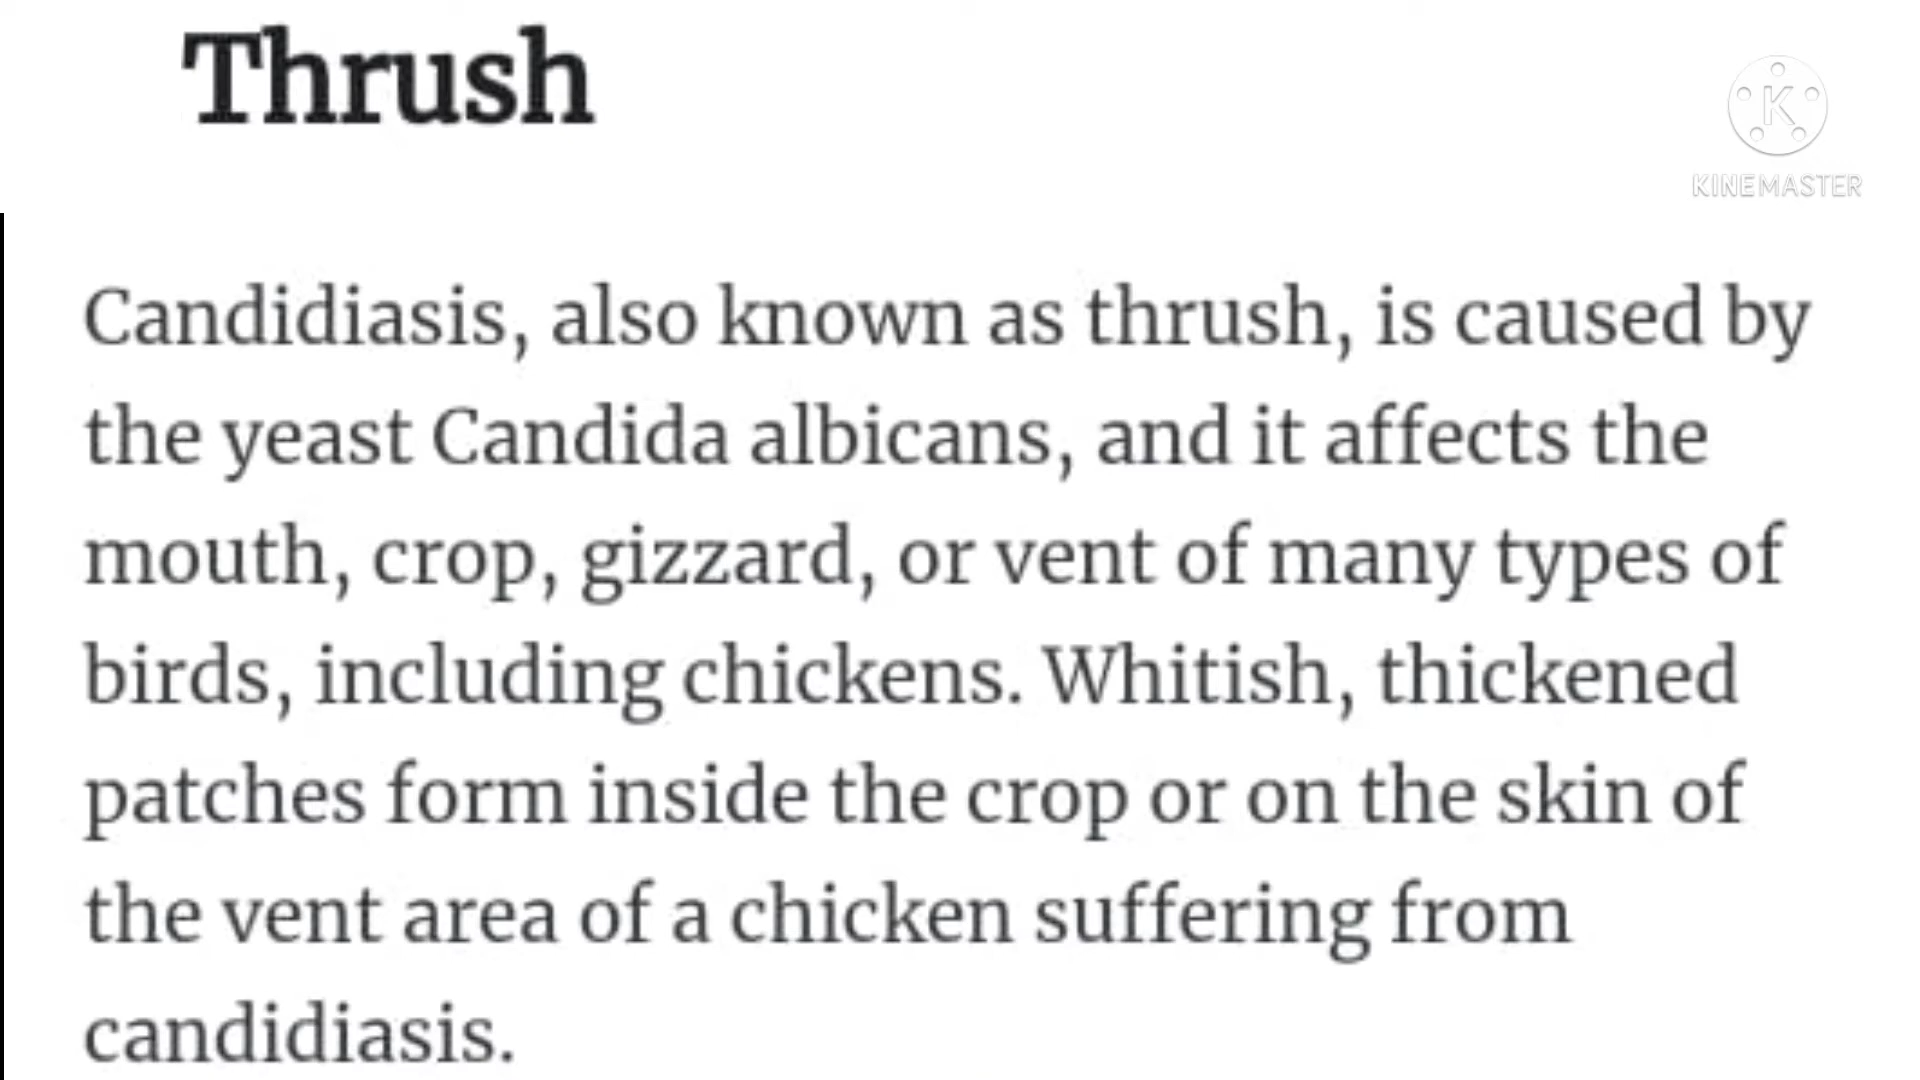 Thrush
KINEMASTER
Candidiasis, also known as thrush, is caused by
the yeast Candida albicans, and it affects the
mouth, crop, gizzard, or vent of many types of
birds, including chickens. Whitish, thickened
patches form inside the crop or on the skin of
the vent area of a chicken suffering from
candidiasis.